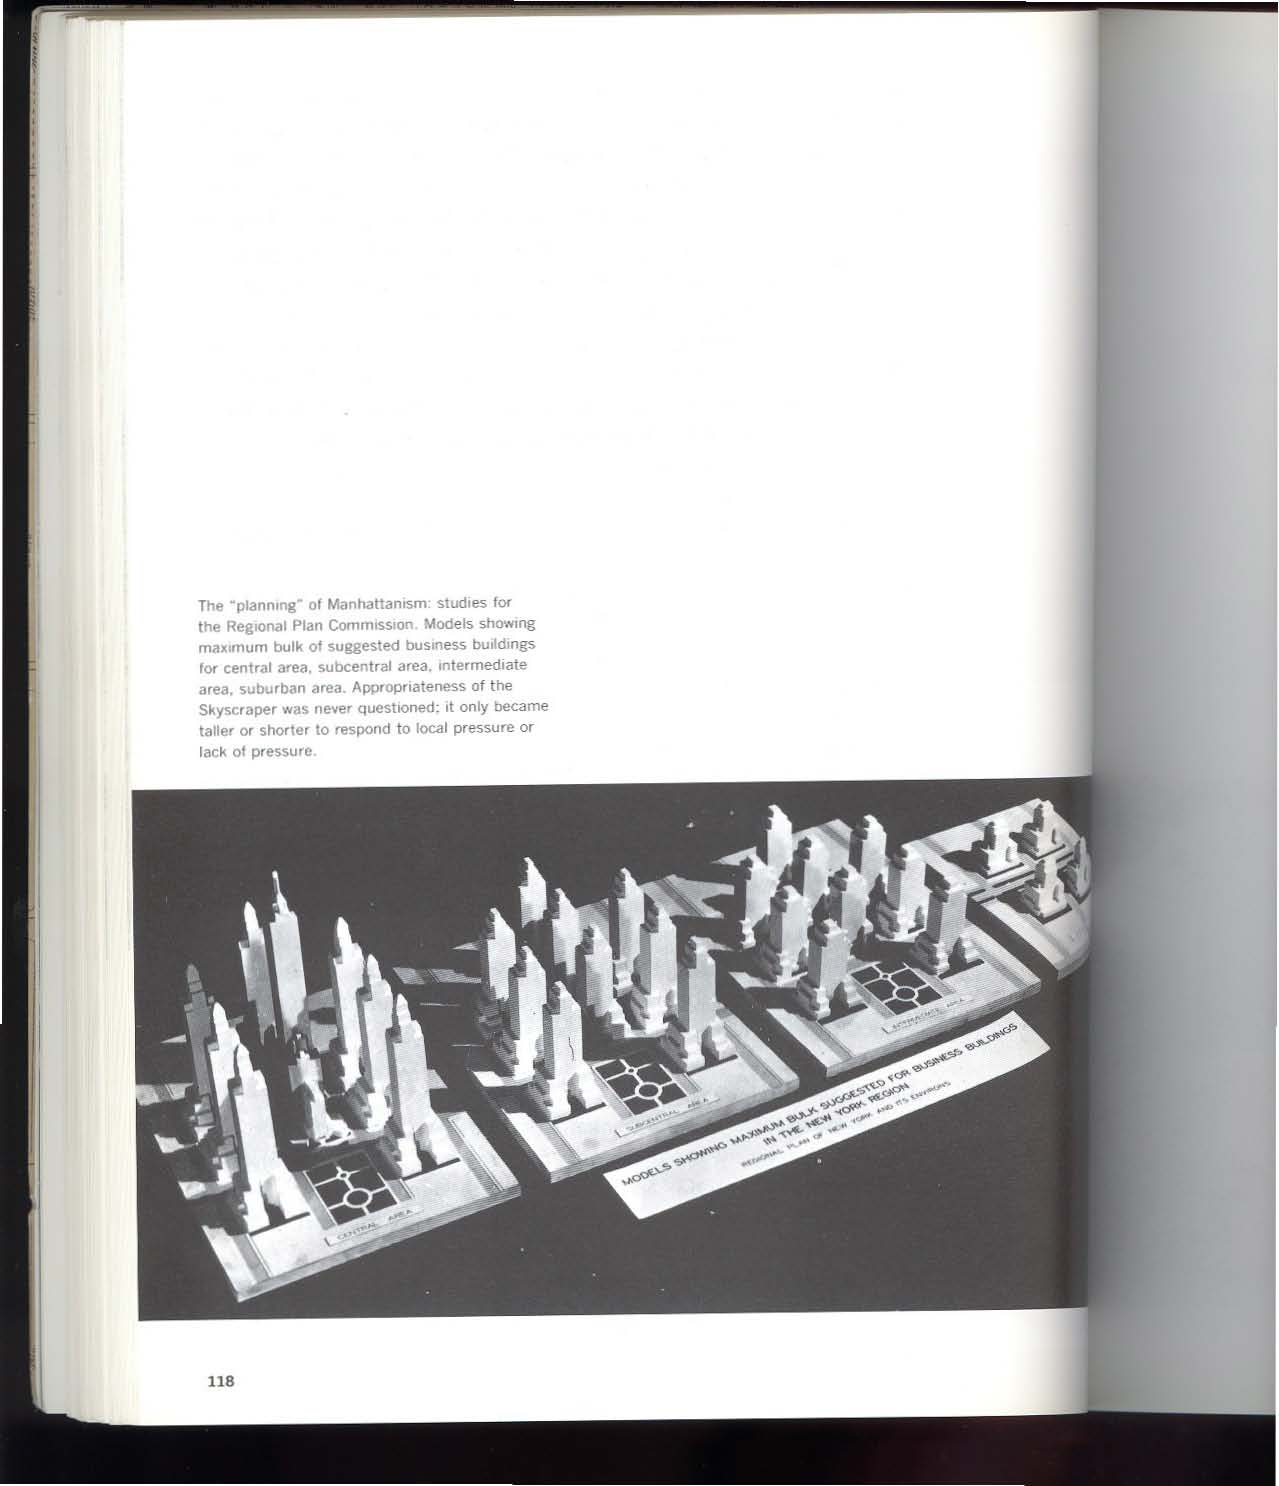 The "planning" of Manhattanism: studies for
the Regional Plan Commission. Models showing
maximum bulk of suggested business buildings
for central area, subcentral area, intermediate
area, suburban area. Appropriateness of the
Skyscraper was never questioned; it only became
taller or shorter to respond to local pressure or
lack of pressure.
INTERMEDIATE AREA
SUBCENTRAL AREA
CENTRAL AREA
MODELS SHOWING MAXIMUM BULK SUGGESTED FOR BUSINESS BUILDINGS
IN THE NEW YORK REGION
REGIONAL PLAN OF NEW YORK AND ITS ENVIRONS
118